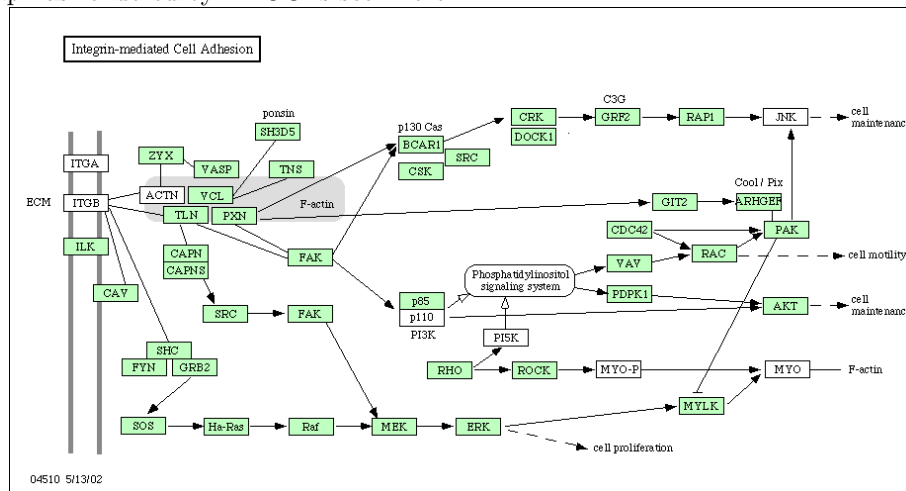 Integrin-mediated Cell Adhesion
C3G
ponsin
CRK
GRF2
RAP1
JNK
cell
maintenanc
p130 Cas
SH3D5
DOCK1
BCAR1
ZYX
SRC
ITGA
VASP
TNS
CSK
Cool / Pix
ACTN
VCL
ECM
ITGB
F-actin
GIT2
ARHGEF
TLN
PXN
CDC42
PAK
ILK
CAPN
FAK
RAC
cell motility
CAPNS
Phosphatidylinositol
signaling system
VAV
CAV
p85
PDPK1
AKT
cell
maintenance
SRC
FAK
p110
PI3K
PI5K
SHC
FYN
GRB2
RHO
ROCK
MYO-P
MYO
F-actin
MYLK
SOS
Ha-Ras
Raf
MEK
ERK
cell proliferation
04510 5/13/02